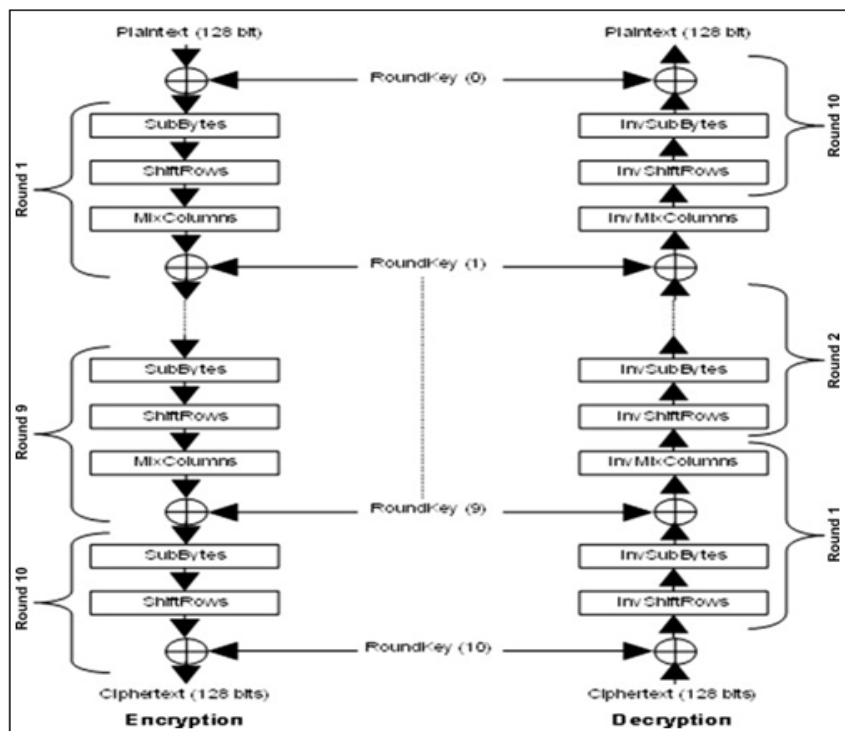 Plaintext (128 bit)
RoundKey (0)
SubBytes
ShiftRows
MixColumns
Round 1
RoundKey (1)
SubBytes
ShiftRows
MixColumns
Round 9
RoundKey (9)
SubBytes
ShiftRows
Round 10
RoundKey (10)
Ciphertext (128 bits)
Encryption
Plaintext (128 bit)
InvSubBytes
InvShiftRows
Round 10
InvMixColumns
InvSubBytes
InvShiftRows
Round 2
InvMixColumns
InvSubBytes
InvShiftRows
Round 1
Ciphertext (128 bits)
Decryption